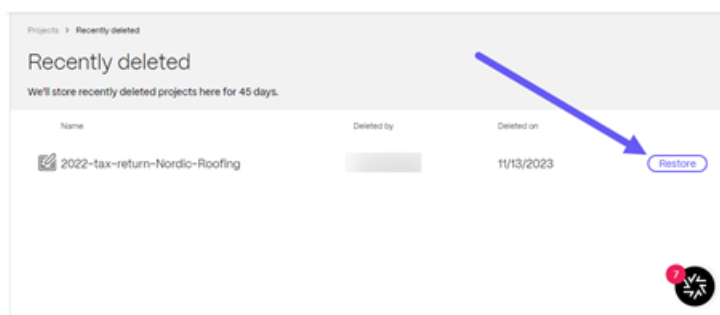 Projects > Recently deleted
Recently deleted
We'll store recently deleted projects here for 45 days.
Name Deleted by Deleted on
2022-tax-return-Nordic-Roofing 11/13/2023 Restore
7